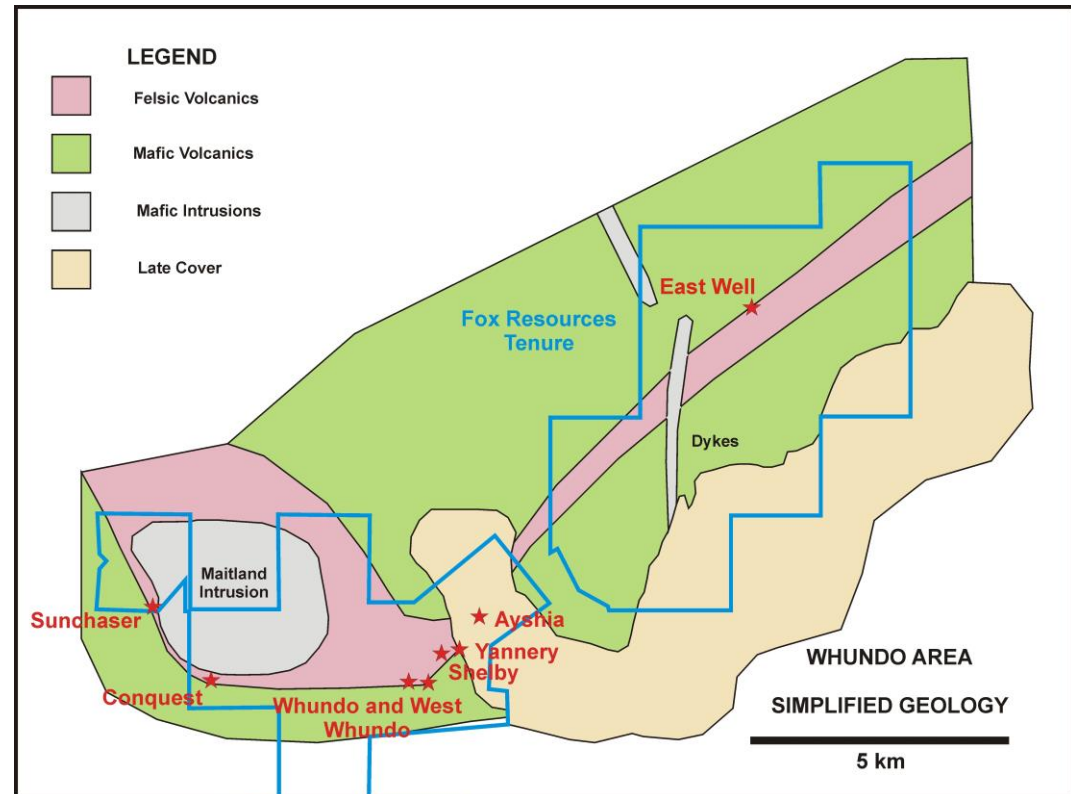 LEGEND
Felsic Volcanics
Mafic Volcanics
Mafic Intrusions
Late Cover
East Well
Fox Resources
Tenure
Dykes
Maitland
Intrusion
Sunchaser
Ayshia
Yannery
Shelby
Conquest
Whundo and West
Whundo
WHUNDO AREA
SIMPLIFIED GEOLOGY
5 km